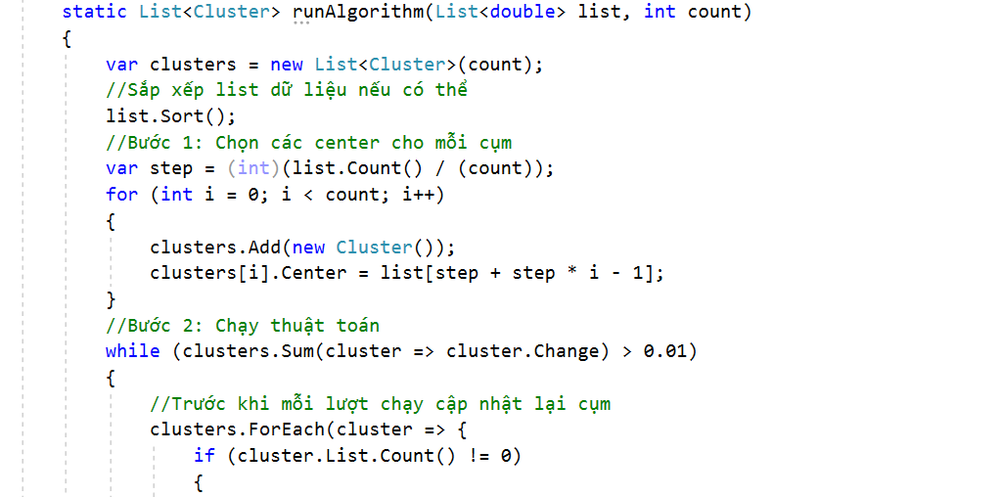 static List<Cluster> runAlgorithm(List<double> list, int count)
{
var clusters = new List<Cluster>(count);
//Sắp xếp list dữ liệu nếu có thể
list.Sort();
//Bước 1: Chọn các center cho mỗi cụm
var step = (int)(list.Count() / (count));
for (int i = 0; i < count; i++)
{
clusters.Add(new Cluster());
clusters[i].Center = list[step + step * i - 1];
}
//Bước 2: Chạy thuật toán
while (clusters.Sum(cluster => cluster.Change) > 0.01)
{
//Trước khi mỗi lượt chạy cập nhật lại cụm
clusters.ForEach(cluster => {
if (cluster.List.Count() != 0)
{